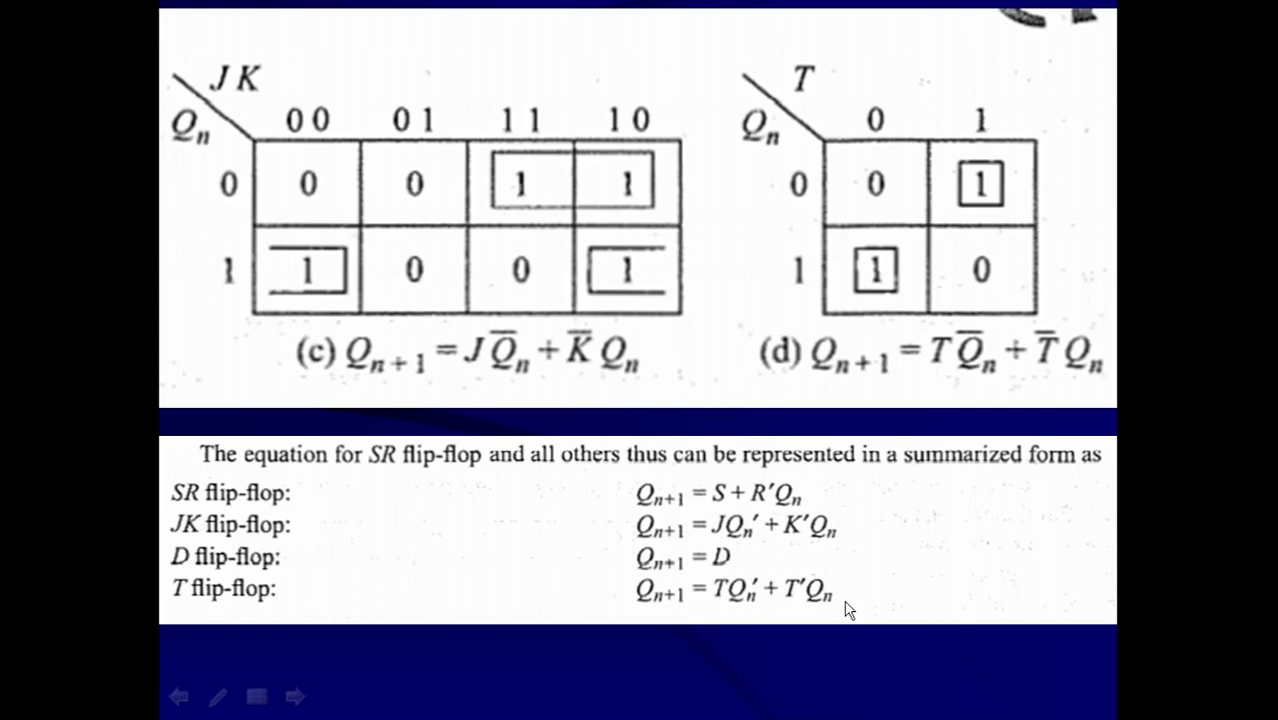 J K T
Qn 0 0 0 1 1 1 1 0 Qn 0 1
0 0 0 1 1 0 0 1
1 1 0 0 1 1 1 0
(c) Qₙ₊₁ = J Q̅ₙ + K̅ Qₙ (d) Qₙ₊₁ = T Q̅ₙ + T̅ Qₙ
The equation for SR flip-flop and all others thus can be represented in a summarized form as
SR flip-flop: Qₙ₊₁ = S + R′Qₙ
JK flip-flop: Qₙ₊₁ = JQₙ′ + K′Qₙ
D flip-flop: Qₙ₊₁ = D
T flip-flop: Qₙ₊₁ = TQₙ′ + T′Qₙ